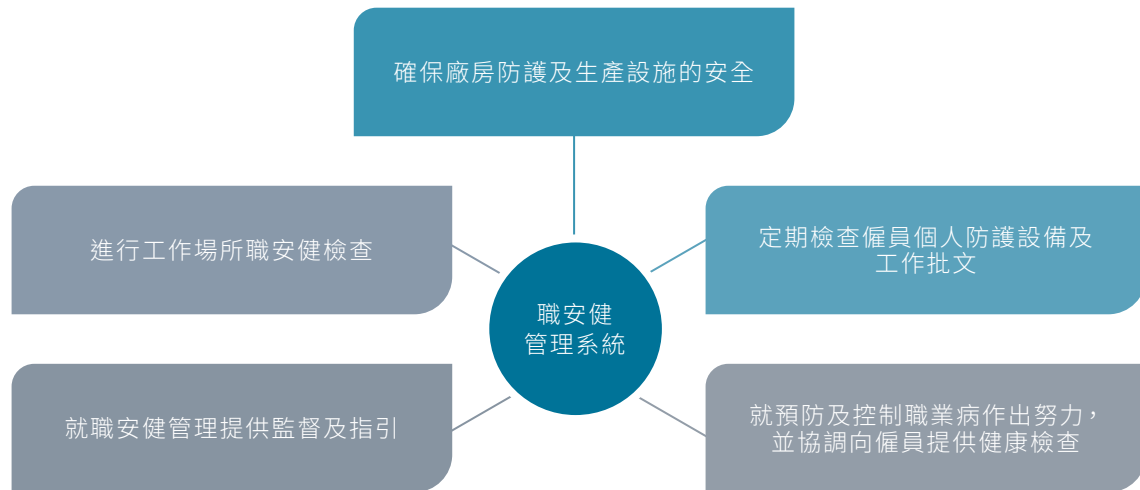 確保廠房防護及生產設施的安全
進行工作場所職安健檢查
定期檢查僱員個人防護設備及
工作批文
職安健
管理系統
就職安健管理提供監督及指引
就預防及控制職業病作出努力，
並協調向僱員提供健康檢查